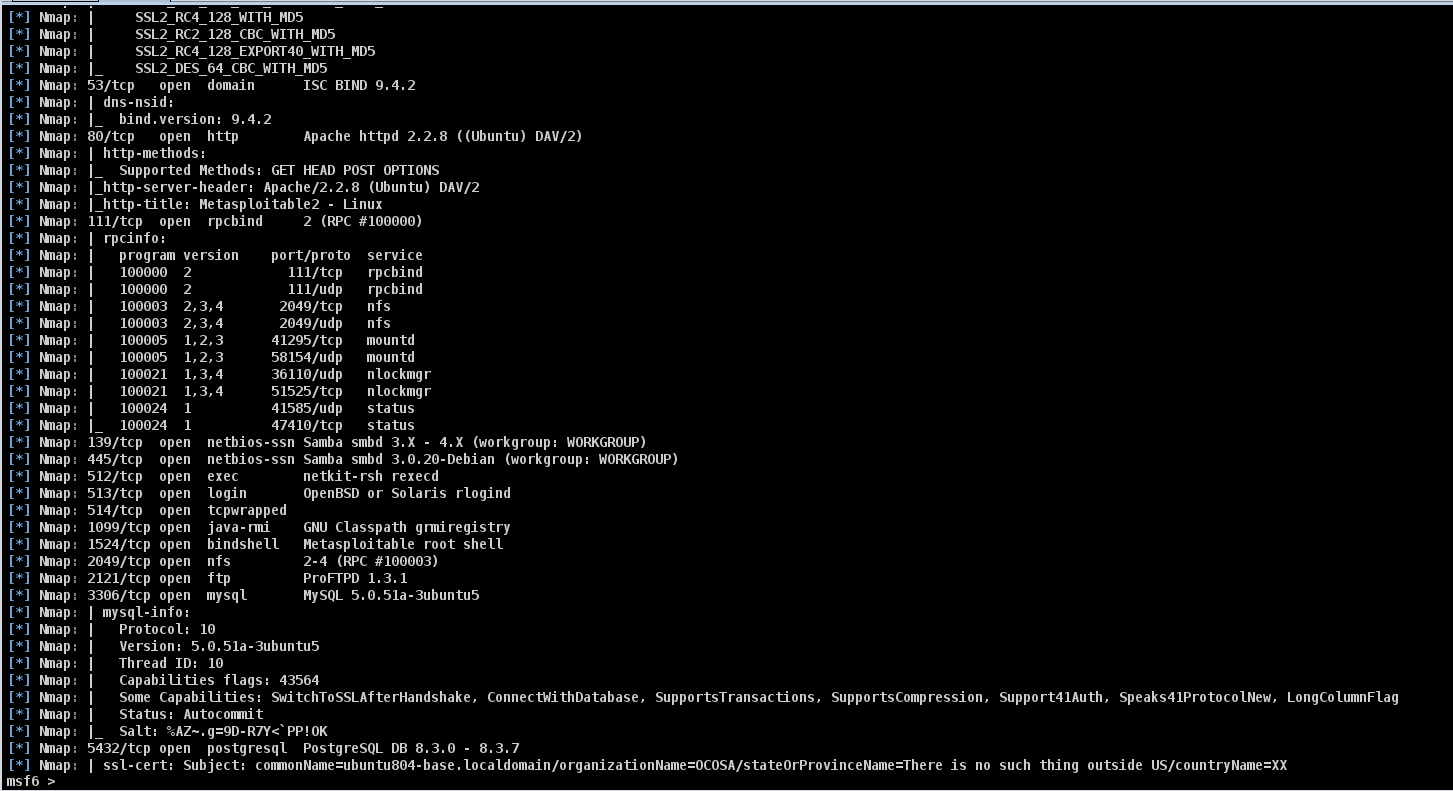 [*] Nmap: |     SSL2_RC4_128_WITH_MD5
[*] Nmap: |     SSL2_RC2_128_CBC_WITH_MD5
[*] Nmap: |     SSL2_RC4_128_EXPORT40_WITH_MD5
[*] Nmap: |_    SSL2_DES_64_CBC_WITH_MD5
[*] Nmap: 53/tcp   open  domain      ISC BIND 9.4.2
[*] Nmap: | dns-nsid:
[*] Nmap: |_  bind.version: 9.4.2
[*] Nmap: 80/tcp   open  http        Apache httpd 2.2.8 ((Ubuntu) DAV/2)
[*] Nmap: | http-methods:
[*] Nmap: |_  Supported Methods: GET HEAD POST OPTIONS
[*] Nmap: |_http-server-header: Apache/2.2.8 (Ubuntu) DAV/2
[*] Nmap: |_http-title: Metasploitable2 - Linux
[*] Nmap: 111/tcp  open  rpcbind     2 (RPC #100000)
[*] Nmap: | rpcinfo:
[*] Nmap: |   program version    port/proto  service
[*] Nmap: |   100000  2            111/tcp   rpcbind
[*] Nmap: |   100000  2            111/udp   rpcbind
[*] Nmap: |   100003  2,3,4       2049/tcp   nfs
[*] Nmap: |   100003  2,3,4       2049/udp   nfs
[*] Nmap: |   100005  1,2,3      41295/tcp   mountd
[*] Nmap: |   100005  1,2,3      58154/udp   mountd
[*] Nmap: |   100021  1,3,4      36110/udp   nlockmgr
[*] Nmap: |   100021  1,3,4      51525/tcp   nlockmgr
[*] Nmap: |   100024  1          41585/udp   status
[*] Nmap: |_  100024  1          47410/tcp   status
[*] Nmap: 139/tcp  open  netbios-ssn Samba smbd 3.X - 4.X (workgroup: WORKGROUP)
[*] Nmap: 445/tcp  open  netbios-ssn Samba smbd 3.0.20-Debian (workgroup: WORKGROUP)
[*] Nmap: 512/tcp  open  exec        netkit-rsh rexecd
[*] Nmap: 513/tcp  open  login       OpenBSD or Solaris rlogind
[*] Nmap: 514/tcp  open  tcpwrapped
[*] Nmap: 1099/tcp open  java-rmi    GNU Classpath grmiregistry
[*] Nmap: 1524/tcp open  bindshell   Metasploitable root shell
[*] Nmap: 2049/tcp open  nfs         2-4 (RPC #100003)
[*] Nmap: 2121/tcp open  ftp         ProFTPD 1.3.1
[*] Nmap: 3306/tcp open  mysql       MySQL 5.0.51a-3ubuntu5
[*] Nmap: | mysql-info:
[*] Nmap: |   Protocol: 10
[*] Nmap: |   Version: 5.0.51a-3ubuntu5
[*] Nmap: |   Thread ID: 10
[*] Nmap: |   Capabilities flags: 43564
[*] Nmap: |   Some Capabilities: SwitchToSSLAfterHandshake, ConnectWithDatabase, SupportsTransactions, SupportsCompression, Support41Auth, Speaks41ProtocolNew, LongColumnFlag
[*] Nmap: |   Status: Autocommit
[*] Nmap: |_  Salt: %AZ~.g=9D-R7Y<`PP!OK
[*] Nmap: 5432/tcp open  postgresql  PostgreSQL DB 8.3.0 - 8.3.7
[*] Nmap: | ssl-cert: Subject: commonName=ubuntu804-base.localdomain/organizationName=OCOSA/stateOrProvinceName=There is no such thing outside US/countryName=XX
msf6 >